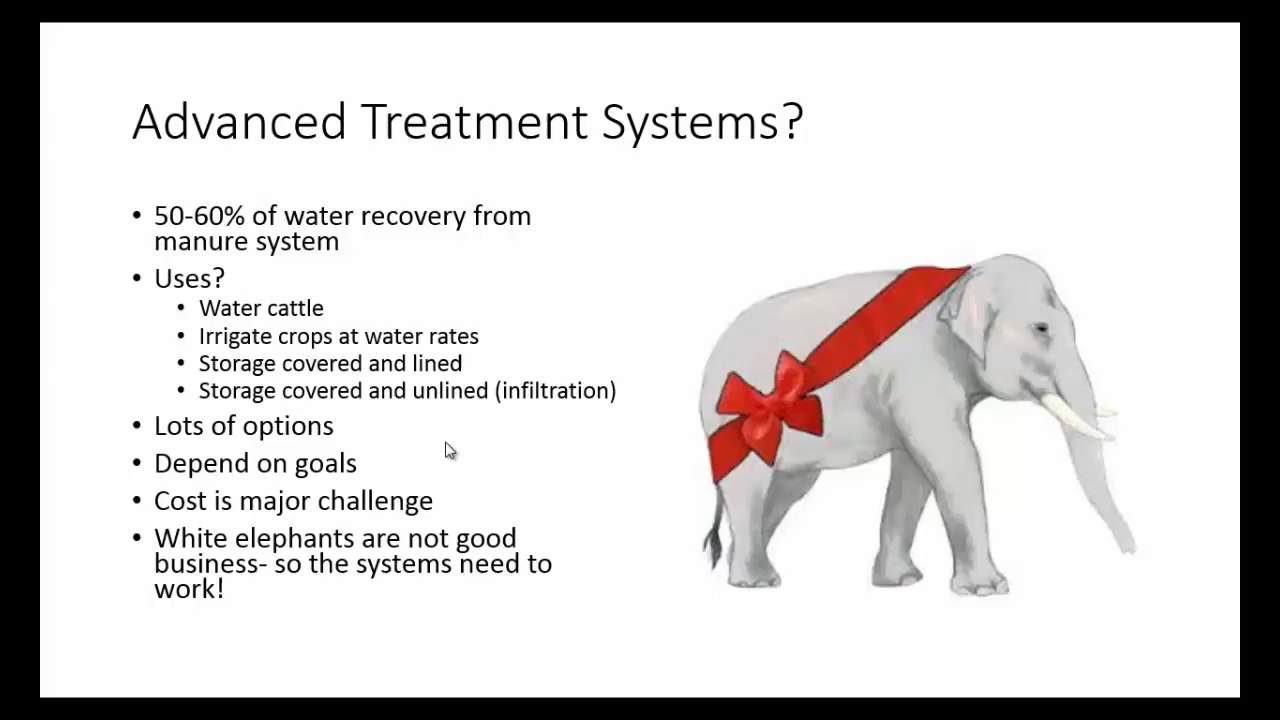 Advanced Treatment Systems?
• 50-60% of water recovery from
manure system
• Uses?
• Water cattle
• Irrigate crops at water rates
• Storage covered and lined
• Storage covered and unlined (infiltration)
• Lots of options
• Depend on goals
• Cost is major challenge
• White elephants are not good
business- so the systems need to
work!